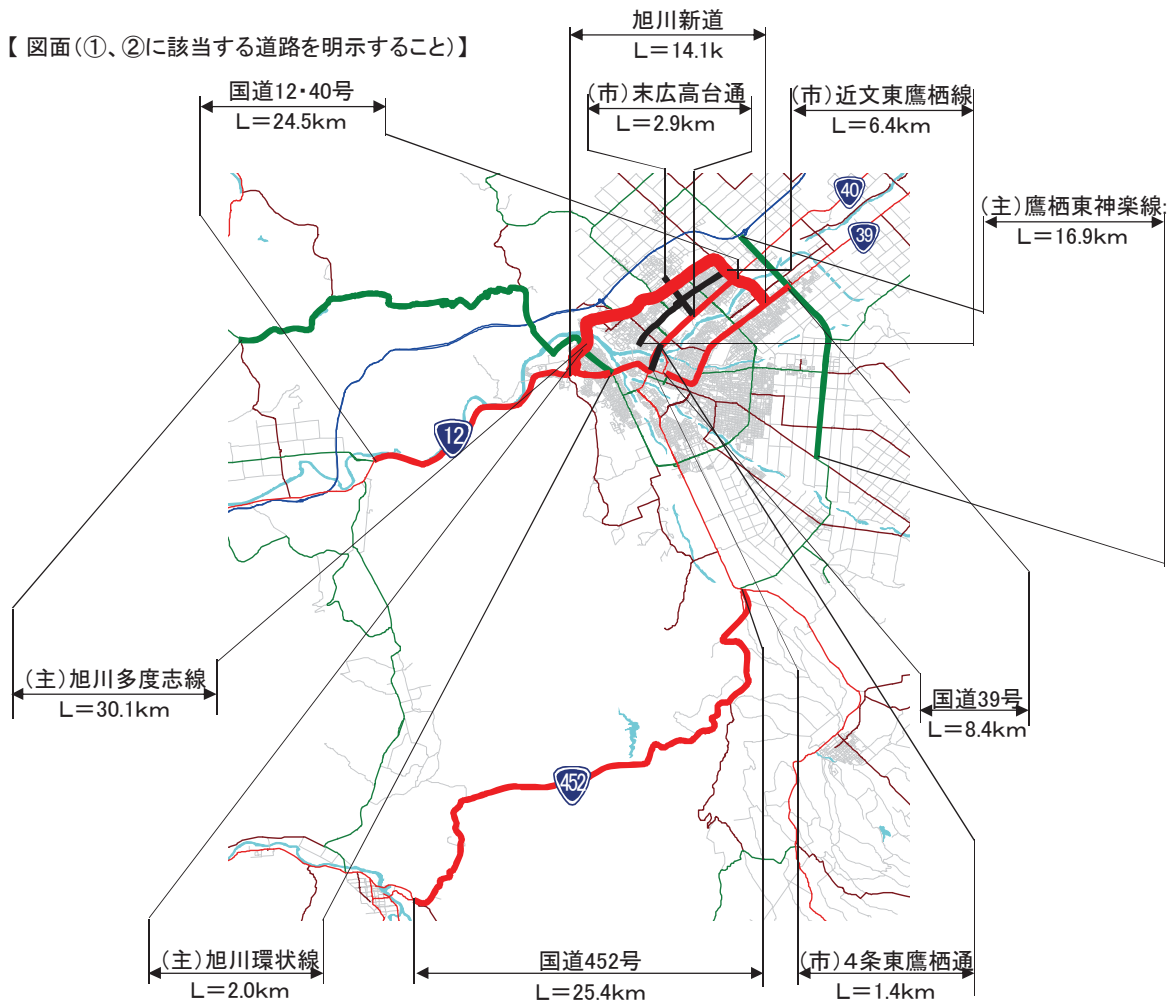 旭川新道
L=14.1k
【 図面(①、②に該当する道路を明示すること)】
国道12・40号
L=24.5km
(市)末広高台通
L=2.9km
(市)近文東鷹栖線
L=6.4km
(主)鷹栖東神楽線
L=16.9km
40
39
12
(主)旭川多度志線
L=30.1km
国道39号
L=8.4km
452
(主)旭川環状線
L=2.0km
国道452号
L=25.4km
(市)4条東鷹栖通
L=1.4km